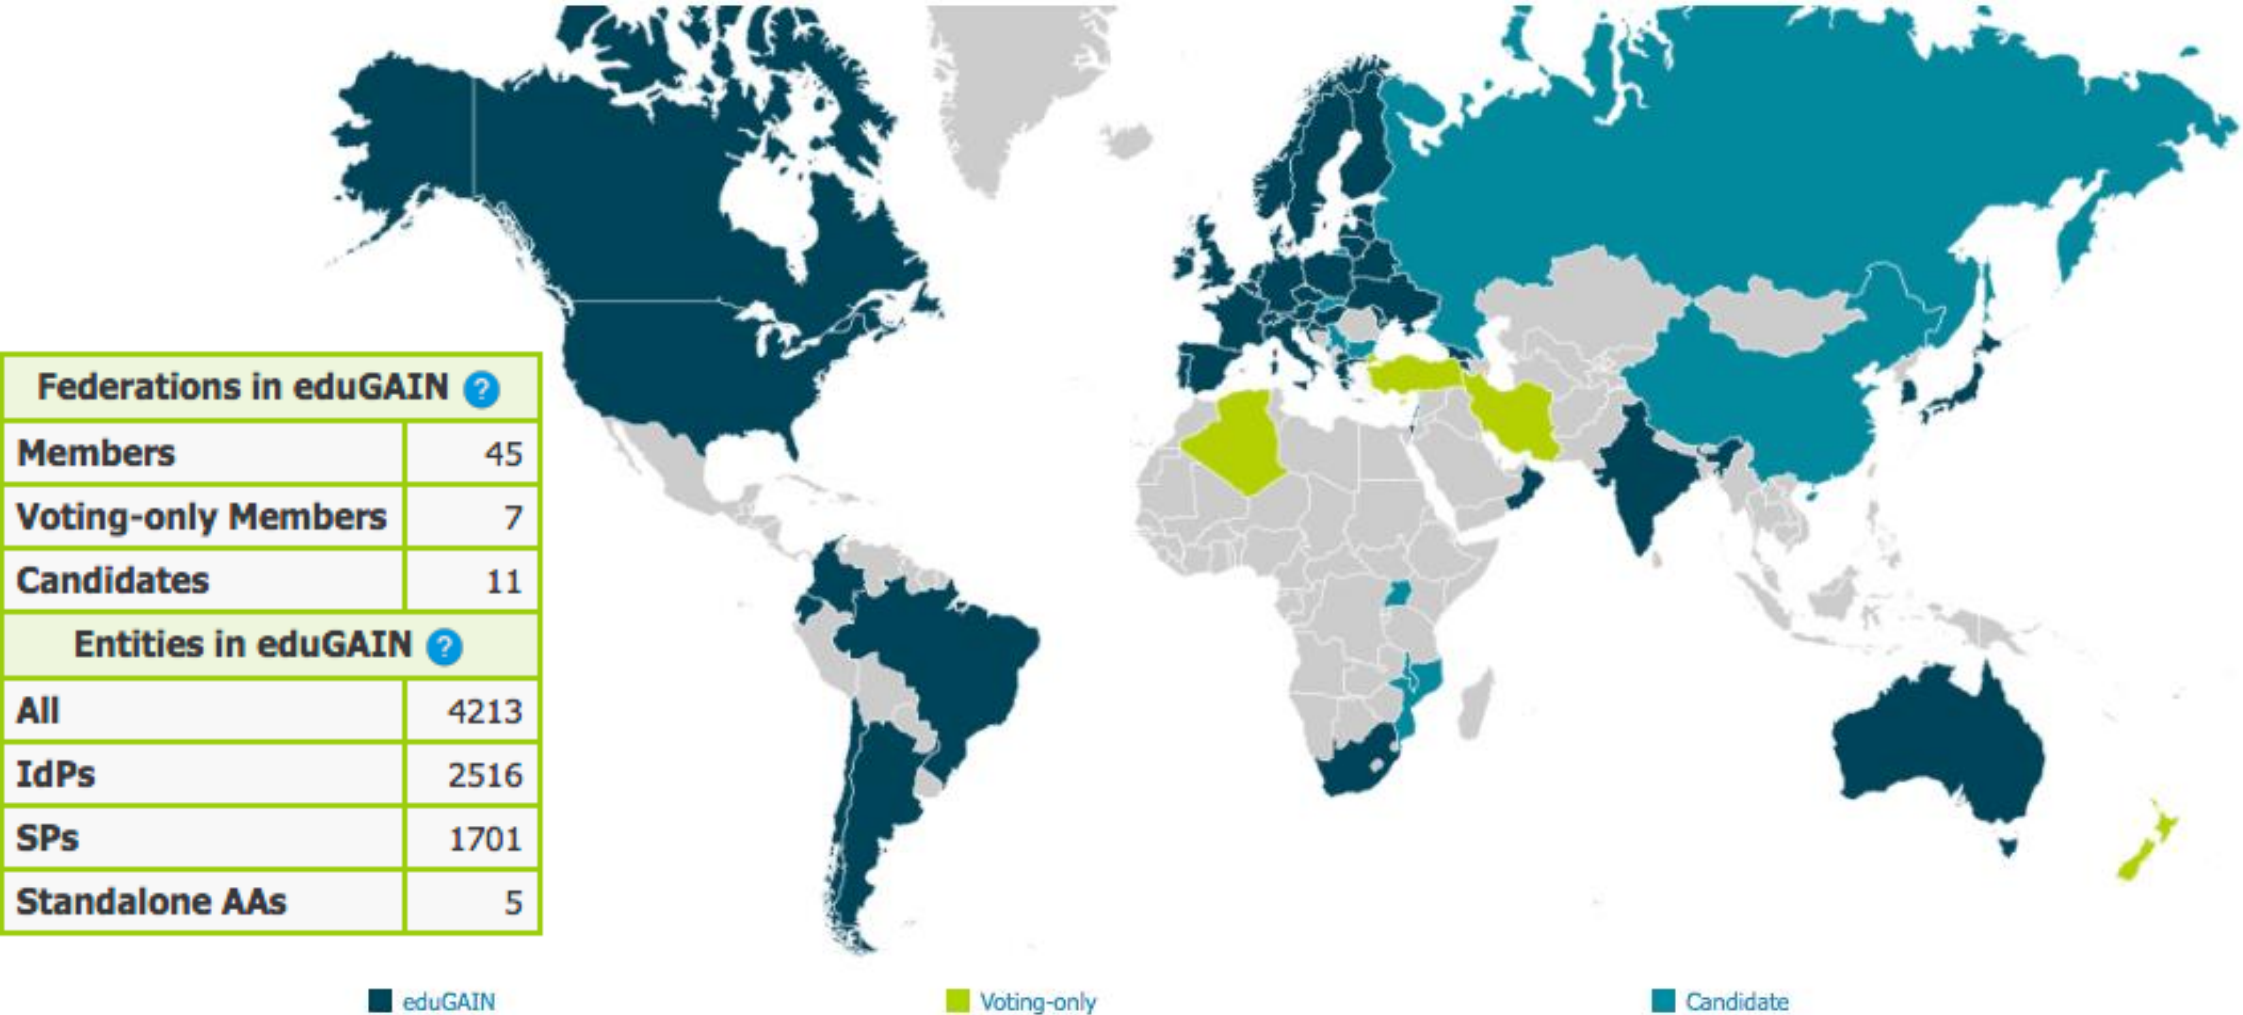 Federations in eduGAIN ?
Members 45
Voting-only Members 7
Candidates 11
Entities in eduGAIN ?
All 4213
IdPs 2516
SPs 1701
Standalone AAs 5
eduGAIN Voting-only Candidate